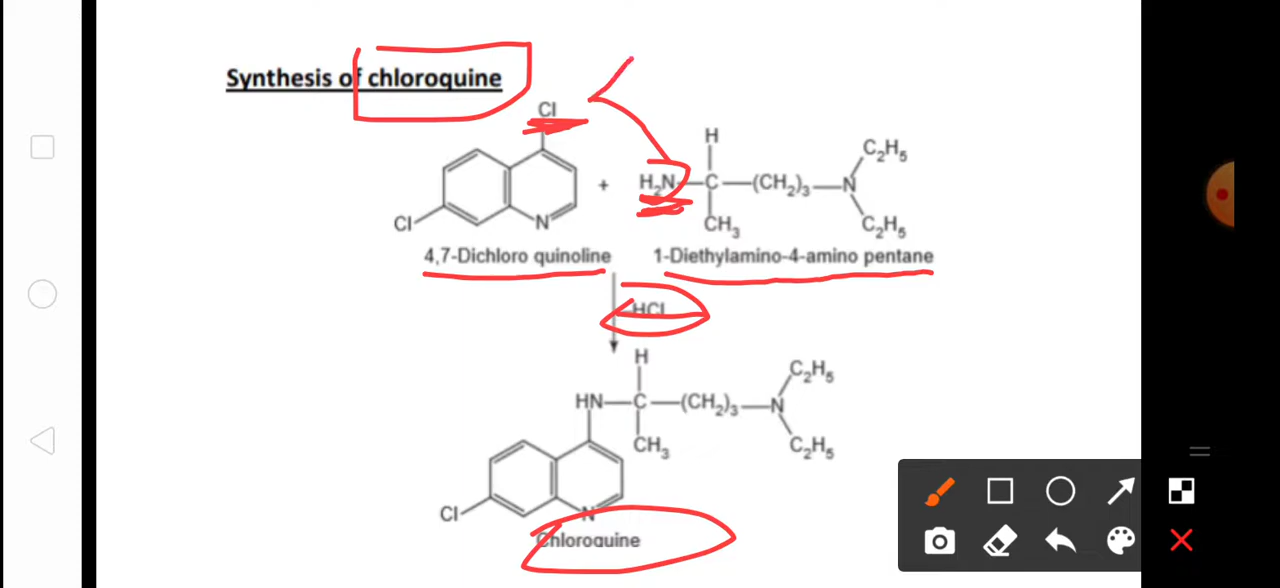 Synthesis of chloroquine
Cl
H
C₂H₅
+
H₂N—C—(CH₂)₃—N
Cl
N
CH₃
C₂H₅
4,7-Dichloro quinoline
1-Diethylamino-4-amino pentane
-HCl
H
C₂H₅
HN—C—(CH₂)₃—N
CH₃
C₂H₅
Cl
N
Chloroquine